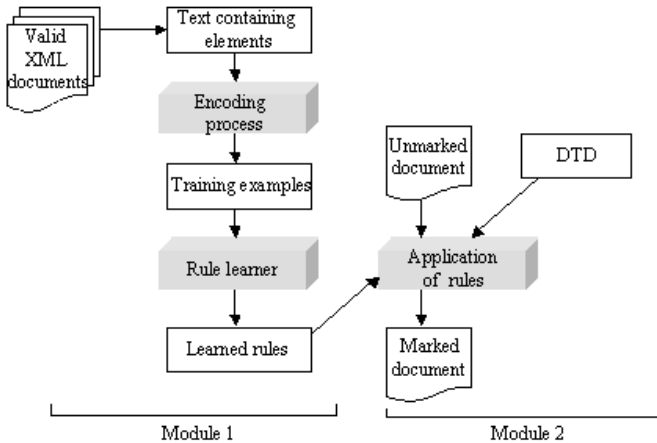 Valid
XML
documents
Text containing
elements
Encoding
process
Training examples
Rule learner
Learned rules
Module 1
Unmarked
document
DTD
Application
of rules
Marked
document
Module 2